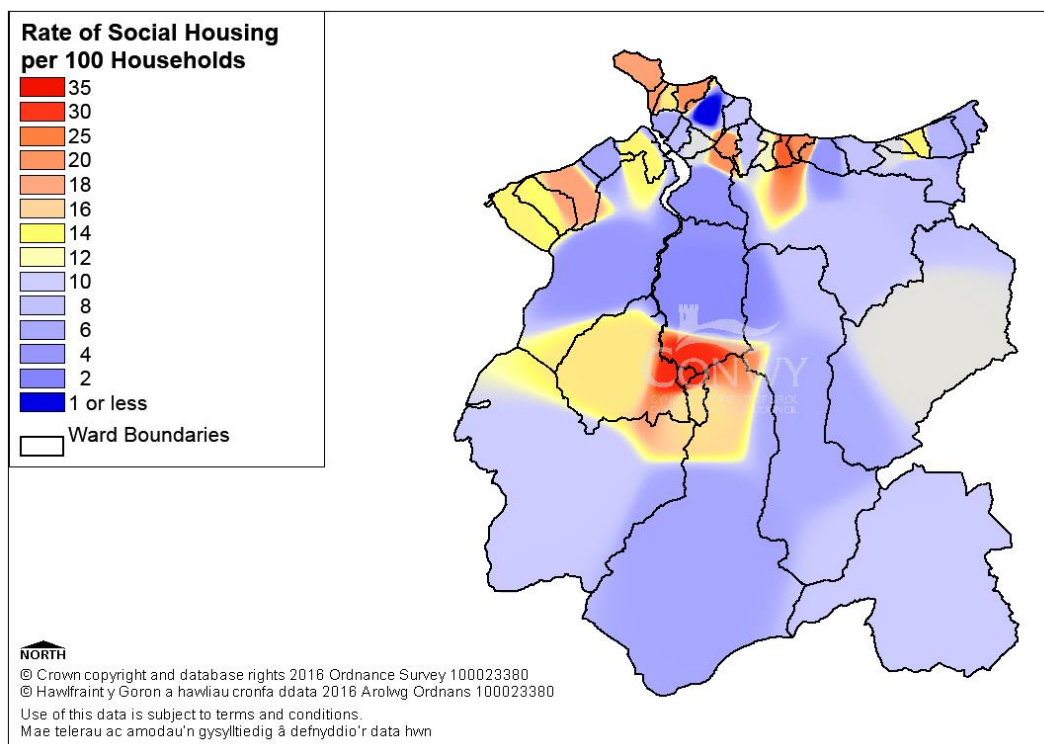 Rate of Social Housing
per 100 Households
35
30
25
20
18
16
14
12
10
8
6
4
2
1 or less
Ward Boundaries
CONWY
COUNCIL
NORTH
© Crown copyright and database rights 2016 Ordnance Survey 100023380
© Hawlfraint y Goron a hawliau cronfa ddata 2016 Arolwg Ordnans 100023380
Use of this data is subject to terms and conditions.
Mae telerau ac amodau'n gysylltiedig â defnyddio'r data hwn